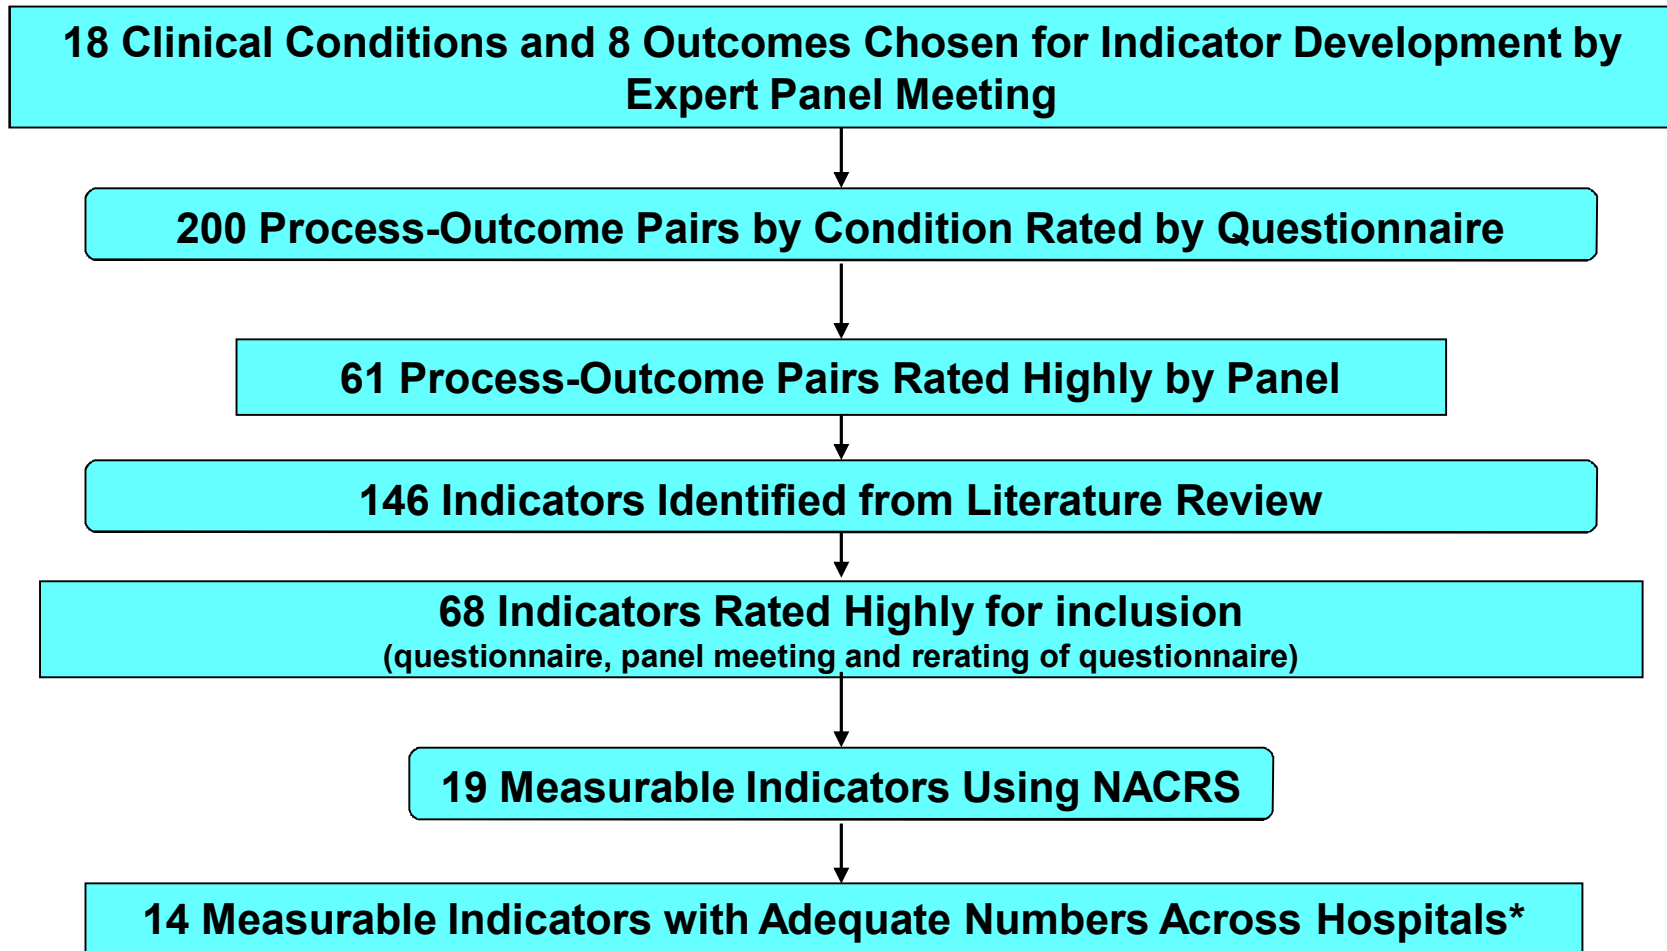 18 Clinical Conditions and 8 Outcomes Chosen for Indicator Development by
Expert Panel Meeting
200 Process-Outcome Pairs by Condition Rated by Questionnaire
61 Process-Outcome Pairs Rated Highly by Panel
146 Indicators Identified from Literature Review
68 Indicators Rated Highly for inclusion
(questionnaire, panel meeting and rerating of questionnaire)
19 Measurable Indicators Using NACRS
14 Measurable Indicators with Adequate Numbers Across Hospitals*